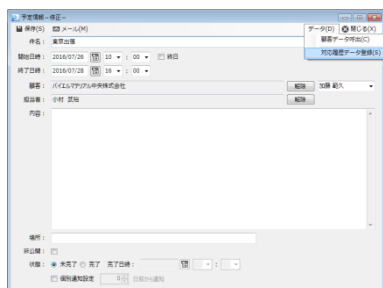 予定情報－修正－
保存(S) メール(M) データ(D) 閉じる(X)
顧客データ呼出(C)
対応履歴データ登録(S)
件名： 東京出張
開始日時： 2016/07/26 10 ： 00 終日
終了日時： 2016/07/28 16 ： 00
顧客： バイエルマテリアル中央株式会社 解除 加藤 範久
担当者： 小村 武裕 解除
内容：
場所：
非公開：
状態： 未完了 完了 完了日時： ：
個別通知設定 0 日前から通知